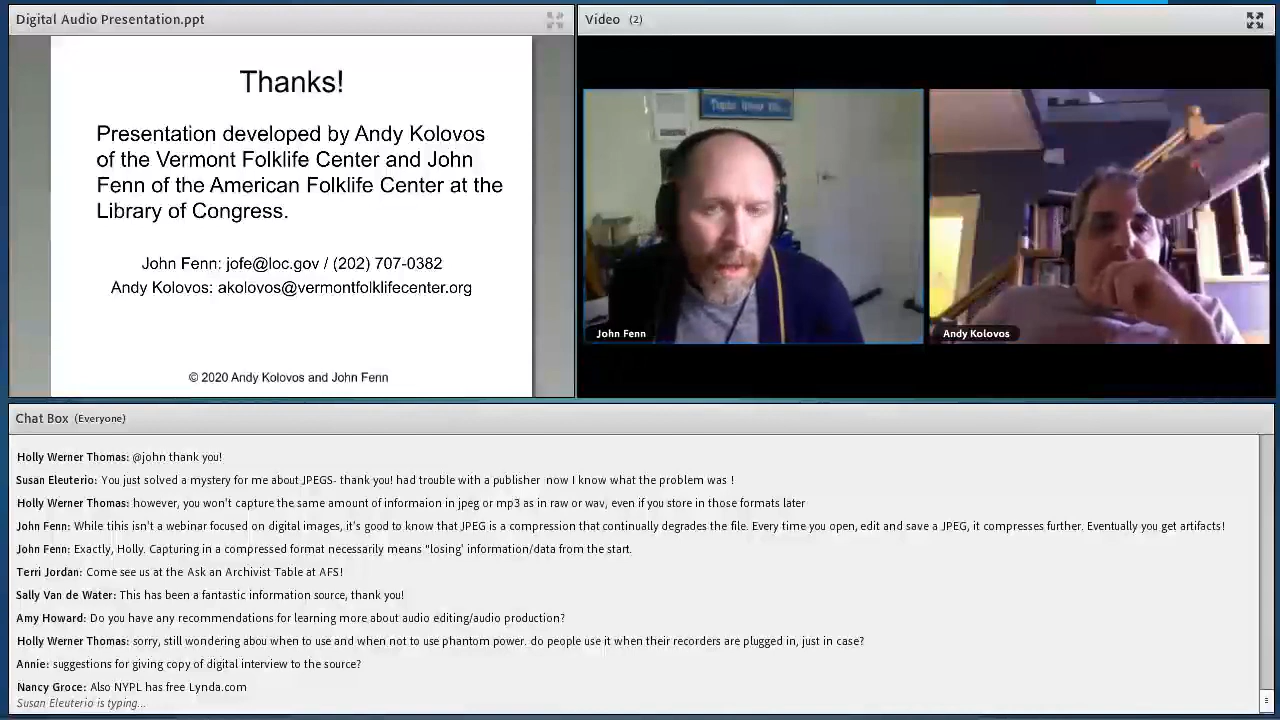 Digital Audio Presentation.ppt
Thanks!
Presentation developed by Andy Kolovos
of the Vermont Folklife Center and John
Fenn of the American Folklife Center at the
Library of Congress.
John Fenn: jofe@loc.gov / (202) 707-0382
Andy Kolovos: akolovos@vermontfolklifecenter.org
© 2020 Andy Kolovos and John Fenn
Video (2)
John Fenn
Andy Kolovos
Chat Box (Everyone)
Holly Werner Thomas: @john thank you!
Susan Eleuterio: You just solved a mystery for me about JPEGS- thank you! had trouble with a publisher now I know what the problem was !
Holly Werner Thomas: however, you won't capture the same amount of informaion in jpeg or mp3 as in raw or wav, even if you store in those formats later
John Fenn: While tihis isn't a webinar focused on digital images, it's good to know that JPEG is a compression that continually degrades the file. Every time you open, edit and save a JPEG, it compresses further. Eventually you get artifacts!
John Fenn: Exactly, Holly. Capturing in a compressed format necessarily means "losing' information/data from the start.
Terri Jordan: Come see us at the Ask an Archivist Table at AFS!
Sally Van de Water: This has been a fantastic information source, thank you!
Amy Howard: Do you have any recommendations for learning more about audio editing/audio production?
Holly Werner Thomas: sorry, still wondering abou when to use and when not to use phantom power. do people use it when their recorders are plugged in, just in case?
Annie: suggestions for giving copy of digital interview to the source?
Nancy Groce: Also NYPL has free Lynda.com
Susan Eleuterio is typing...